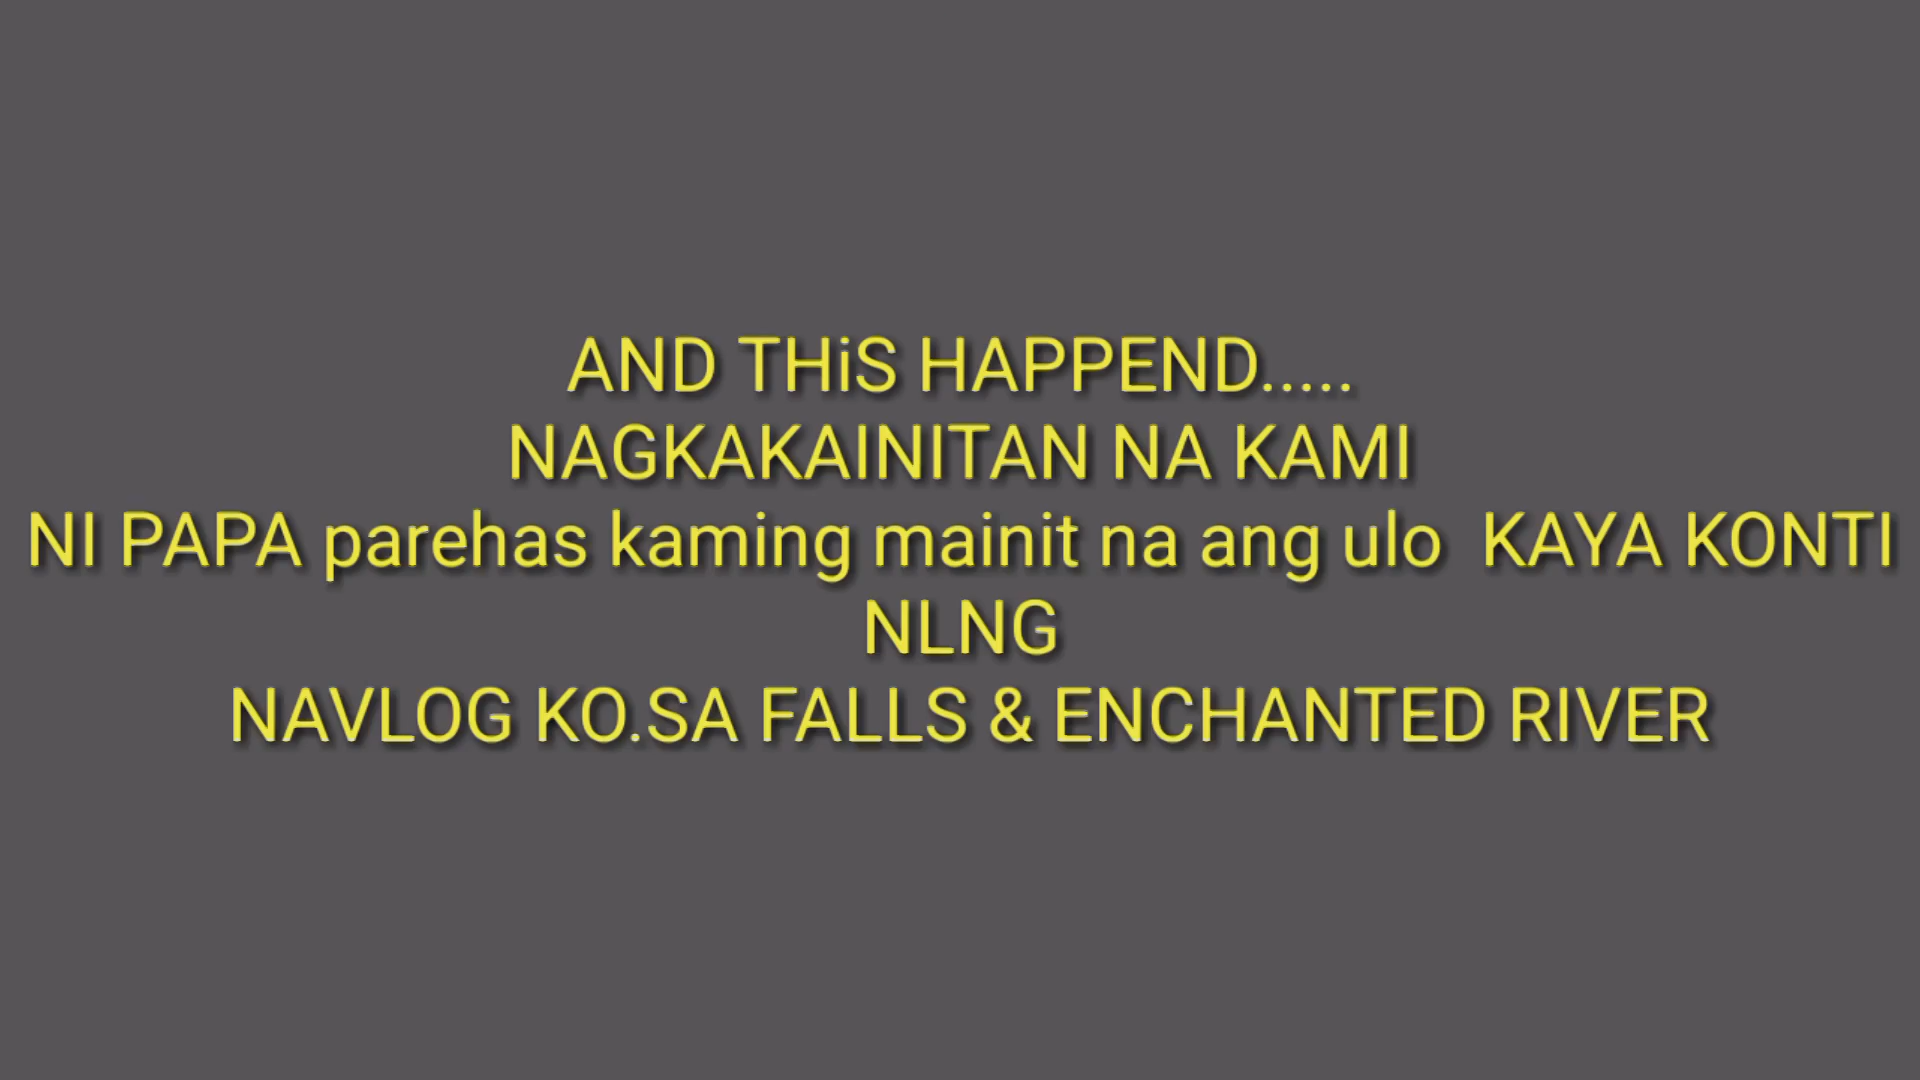 AND THiS HAPPEND.....
NAGKAKAINITAN NA KAMI
NI PAPA parehas kaming mainit na ang ulo  KAYA KONTI
NLNG
NAVLOG KO.SA FALLS & ENCHANTED RIVER